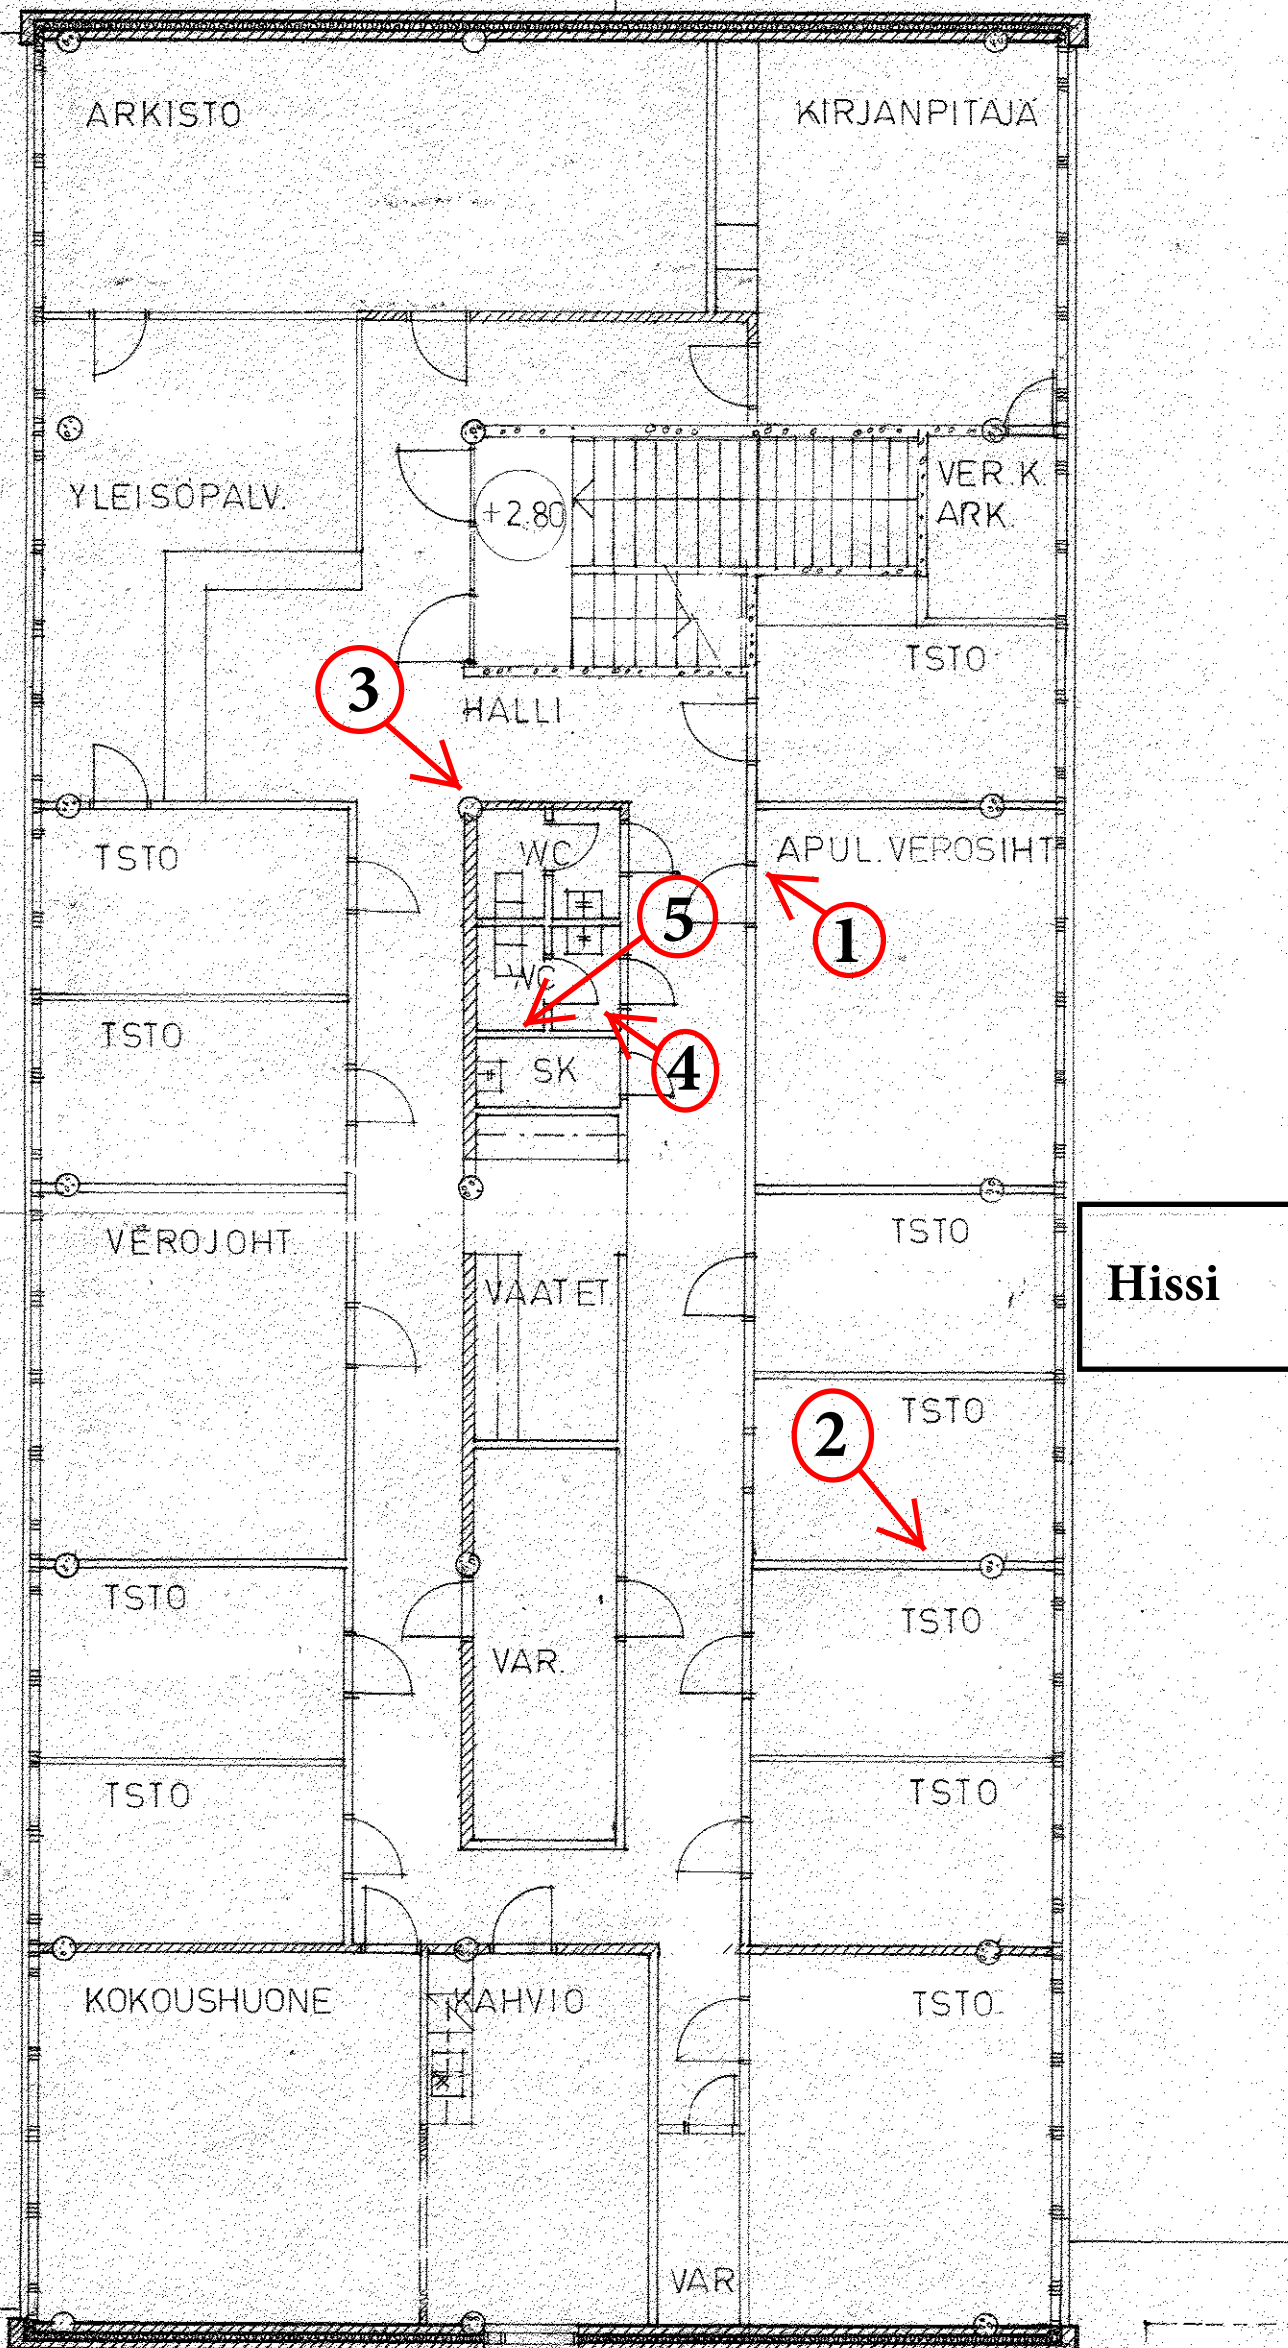 ARKISTO
KIRJANPITÄJÄ
YLEISÖPALV.
+2.80
VER.K.
ARK.
TSTO
3
HALLI
TSTO
WC
APUL.VEROSIHT
5
1
WC
TSTO
SK
4
VEROJOHT.
TSTO
VAATET.
Hissi
TSTO
2
TSTO
TSTO
VAR.
TSTO
TSTO
KOKOUSHUONE
KAHVIO
TSTO
VAR